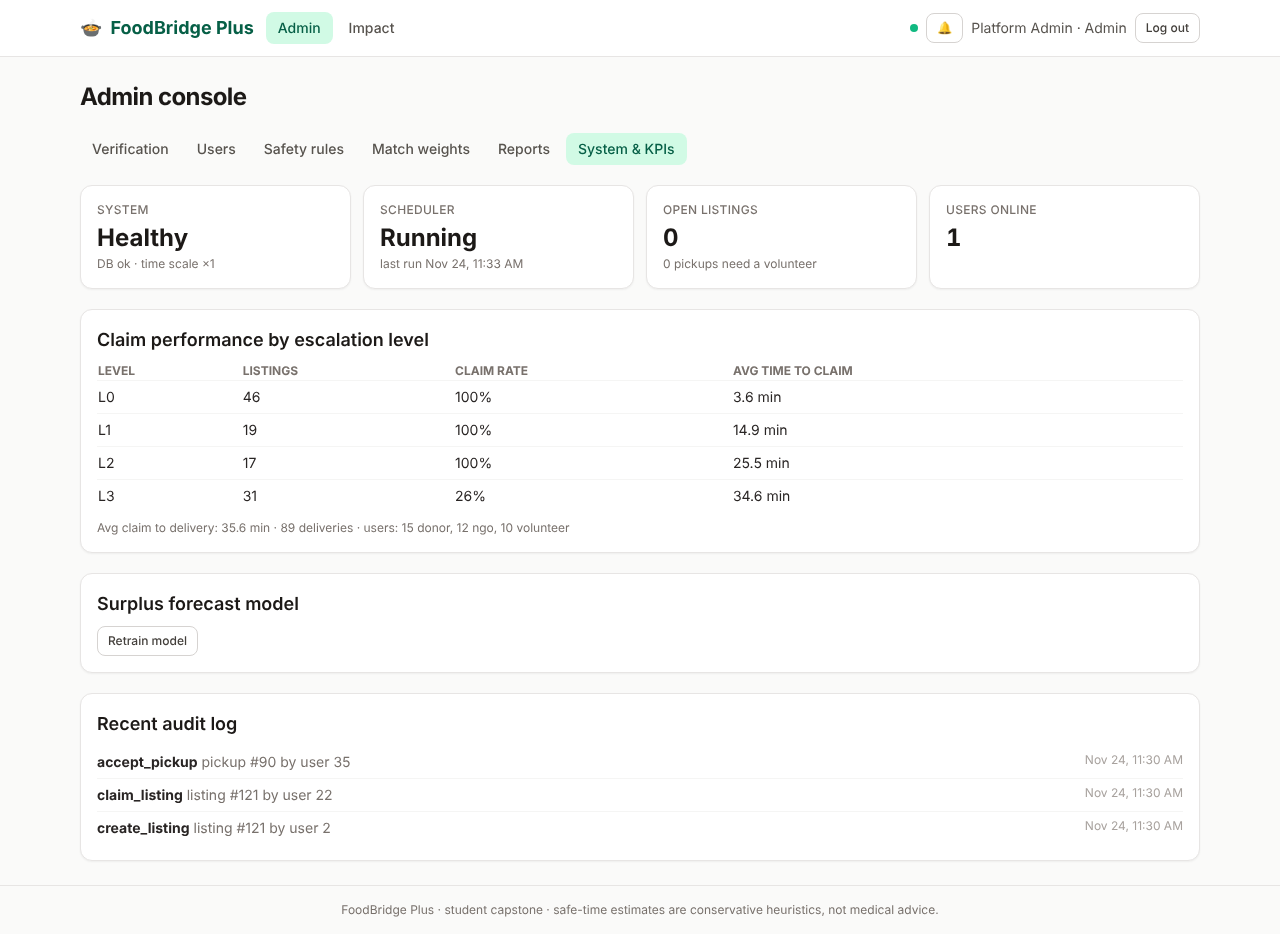 FoodBridge Plus Admin Impact Platform Admin · Admin Log out
Admin console
Verification Users Safety rules Match weights Reports System & KPIs
SYSTEM SCHEDULER OPEN LISTINGS USERS ONLINE
Healthy Running 0 1
DB ok · time scale ×1 last run Nov 24, 11:33 AM 0 pickups need a volunteer
Claim performance by escalation level
LEVEL LISTINGS CLAIM RATE AVG TIME TO CLAIM
L0 46 100% 3.6 min
L1 19 100% 14.9 min
L2 17 100% 25.5 min
L3 31 26% 34.6 min
Avg claim to delivery: 35.6 min · 89 deliveries · users: 15 donor, 12 ngo, 10 volunteer
Surplus forecast model
Retrain model
Recent audit log
accept_pickup pickup #90 by user 35 Nov 24, 11:30 AM
claim_listing listing #121 by user 22 Nov 24, 11:30 AM
create_listing listing #121 by user 2 Nov 24, 11:30 AM
FoodBridge Plus · student capstone · safe-time estimates are conservative heuristics, not medical advice.